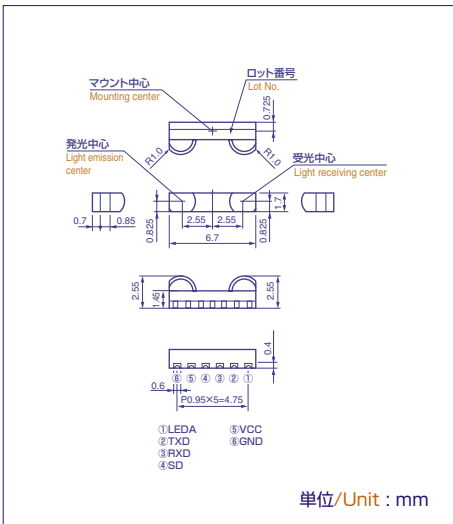 マウント中心
Mounting center
ロット番号
Lot No.
0.725
発光中心
Light emission
center
R1.0
R1.0
受光中心
Light receiving center
0.7
0.85
0.825
2.55
2.55
0.825
1.7
6.7
2.55
1.45
2.55
0.4
0.6
⑥ ⑤ ④ ③ ② ①
P0.95×5=4.75
①LEDA
②TXD
③RXD
④SD
⑤VCC
⑥GND
単位/Unit : mm